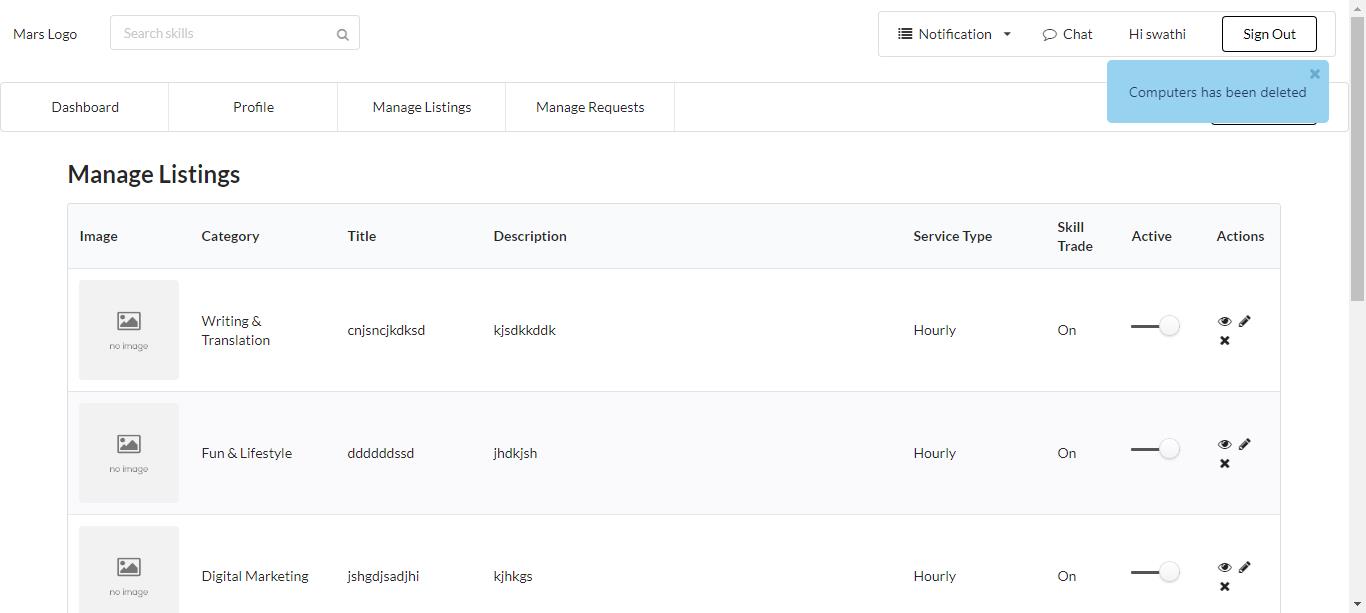 Mars Logo
Search skills
Notification
Chat
Hi swathi
Sign Out
Computers has been deleted
Dashboard
Profile
Manage Listings
Manage Requests
Manage Listings
Image
Category
Title
Description
Service Type
Skill
Trade
Active
Actions
no image
Writing &
Translation
cnjsncjkdksd
kjsdkkddk
Hourly
On
no image
Fun & Lifestyle
ddddddssd
jhdkjsh
Hourly
On
no image
Digital Marketing
jshgdjsadjhi
kjhkgs
Hourly
On